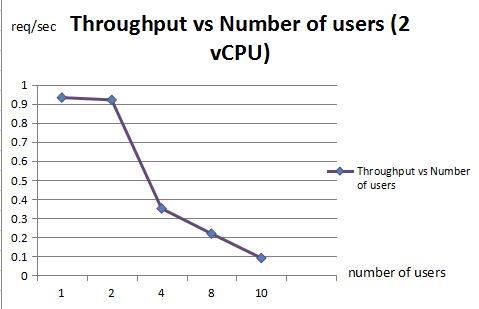 req/sec
Throughput vs Number of users (2
vCPU)
1
0.9
0.8
0.7
0.6
0.5
0.4
0.3
0.2
0.1
0
1 2 4 8 10
number of users
Throughput vs Number
of users